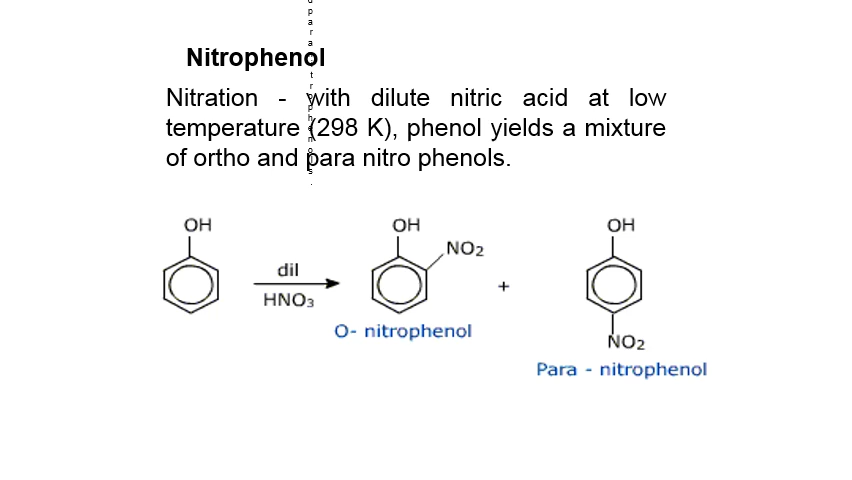 Nitrophenol
Nitration - with dilute nitric acid at low
temperature (298 K), phenol yields a mixture
of ortho and para nitro phenols.
OH
OH
OH
NO2
dil
HNO3
+
O- nitrophenol
NO2
Para - nitrophenol